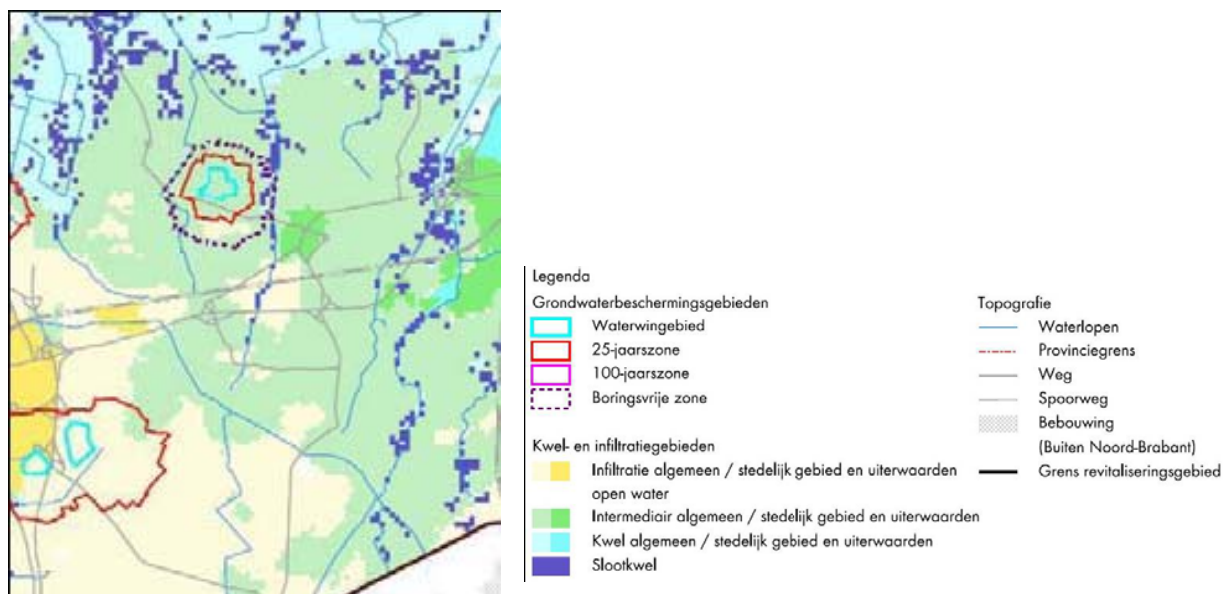 Legenda
Grondwaterbeschermingsgebieden
Waterwingebied
25-jaarszone
100-jaarszone
Boringsvrije zone
Kwel- en infiltratiegebieden
Infiltratie algemeen / stedelijk gebied en uiterwaarden
open water
Intermediair algemeen / stedelijk gebied en uiterwaarden
Kwel algemeen / stedelijk gebied en uiterwaarden
Slootkwel
Topografie
Waterlopen
Provinciegrens
Weg
Spoorweg
Bebouwing
(Buiten Noord-Brabant)
Grens revitaliseringsgebied